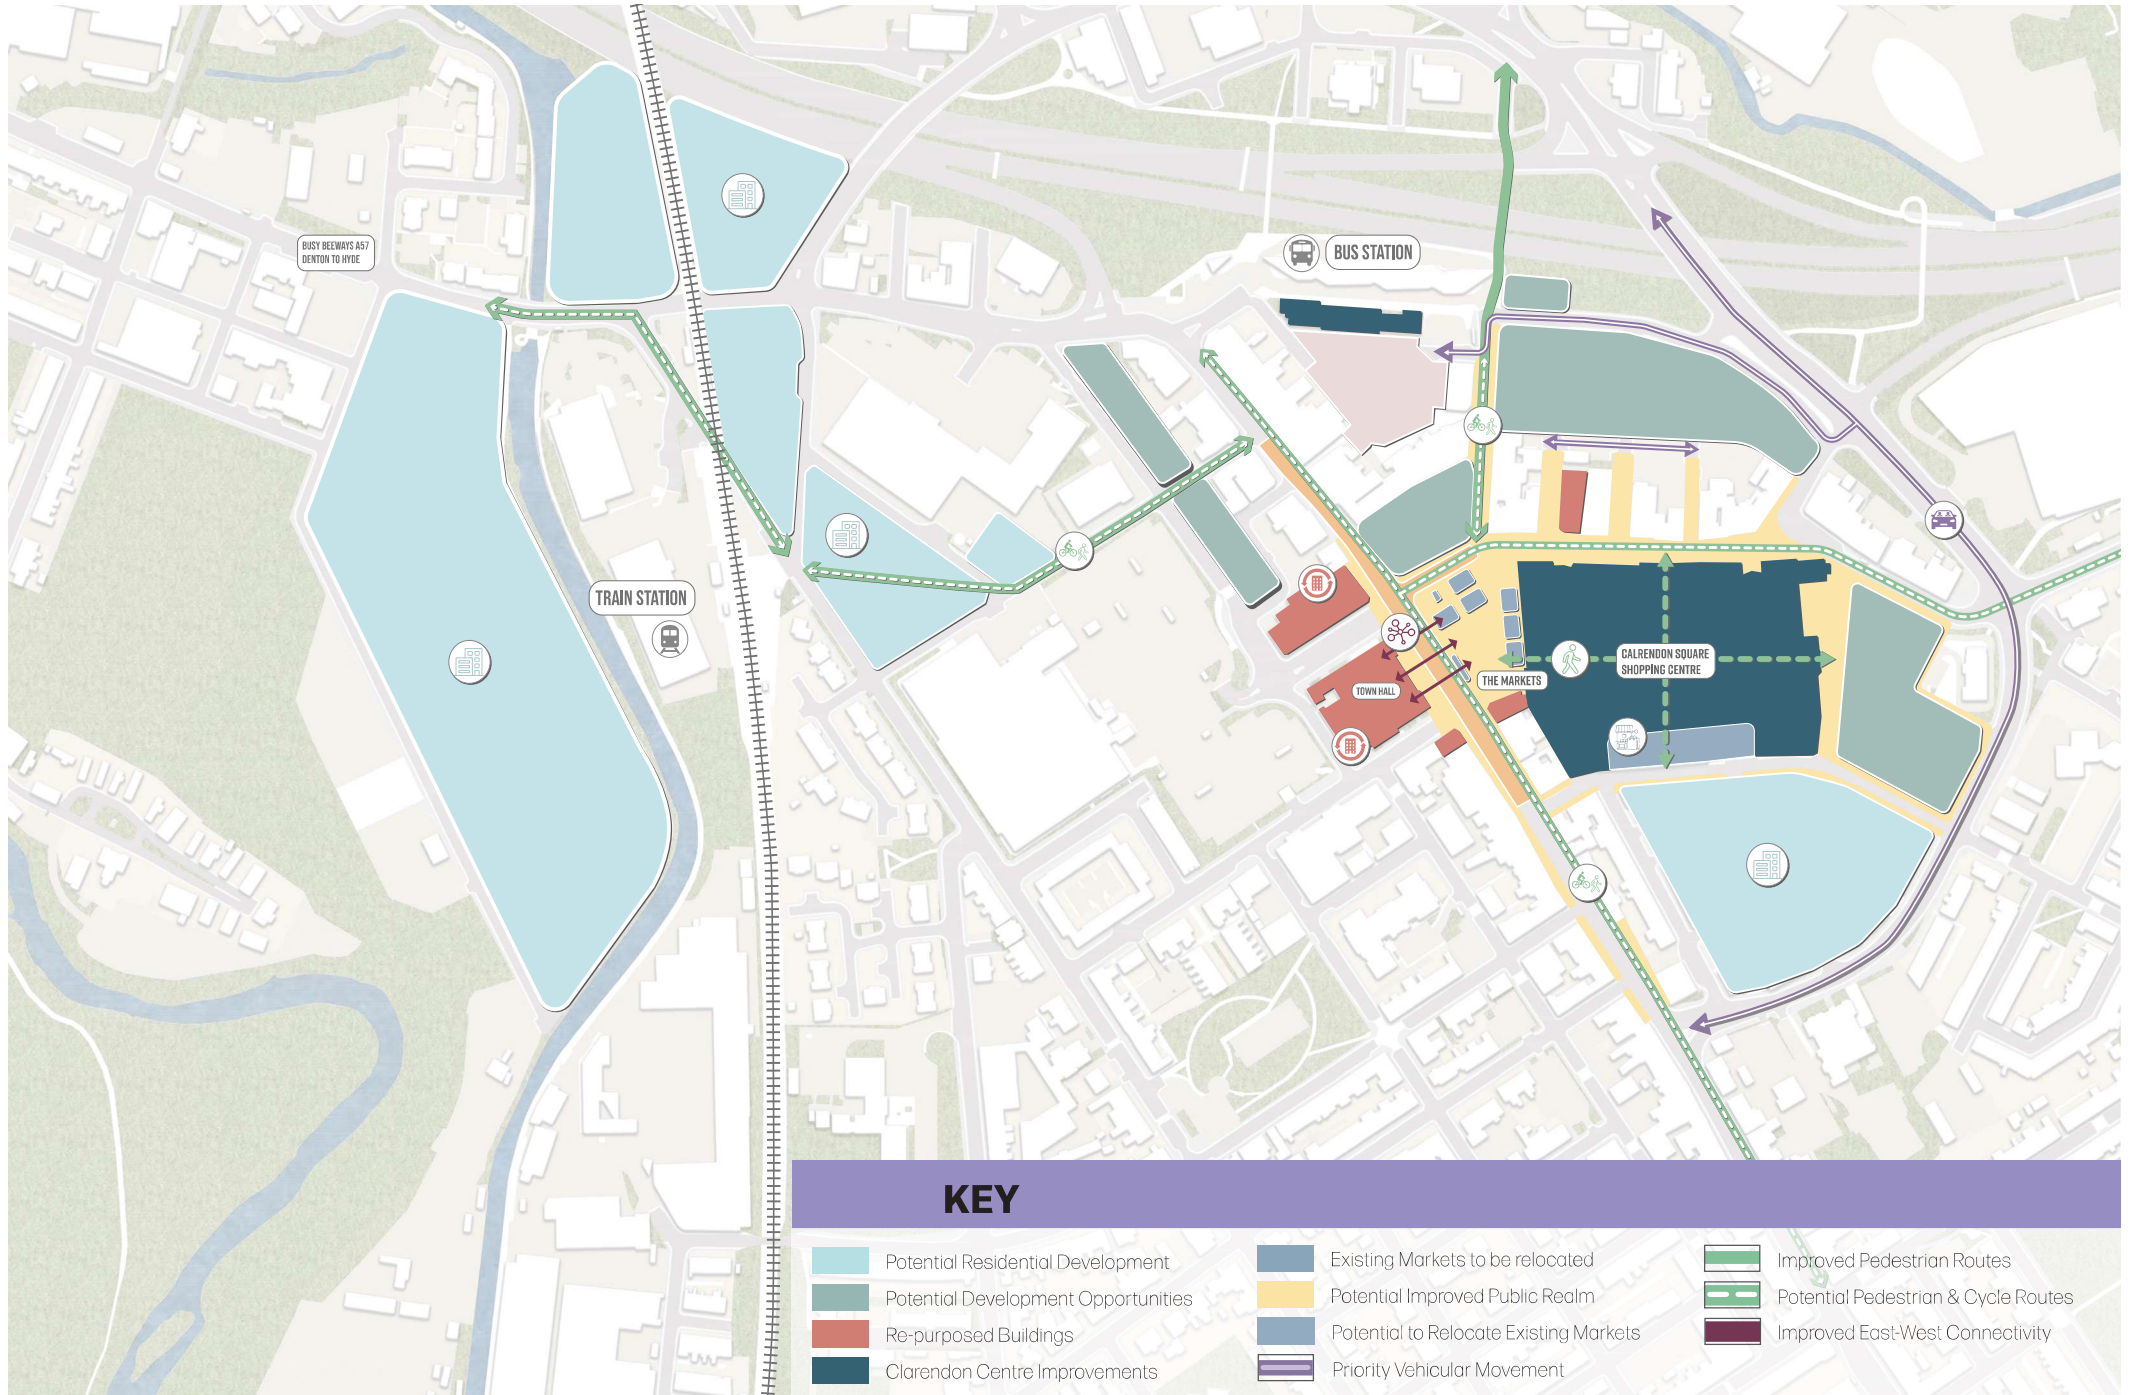 BUSY BEEWAYS A57
DENTON TO HYDE
BUS STATION
TRAIN STATION
CALRENDON SQUARE
SHOPPING CENTRE
THE MARKETS
TOWN HALL
KEY
Potential Residential Development
Potential Development Opportunities
Re-purposed Buildings
Clarendon Centre Improvements
Existing Markets to be relocated
Potential Improved Public Realm
Potential to Relocate Existing Markets
Priority Vehicular Movement
Improved Pedestrian Routes
Potential Pedestrian & Cycle Routes
Improved East-West Connectivity